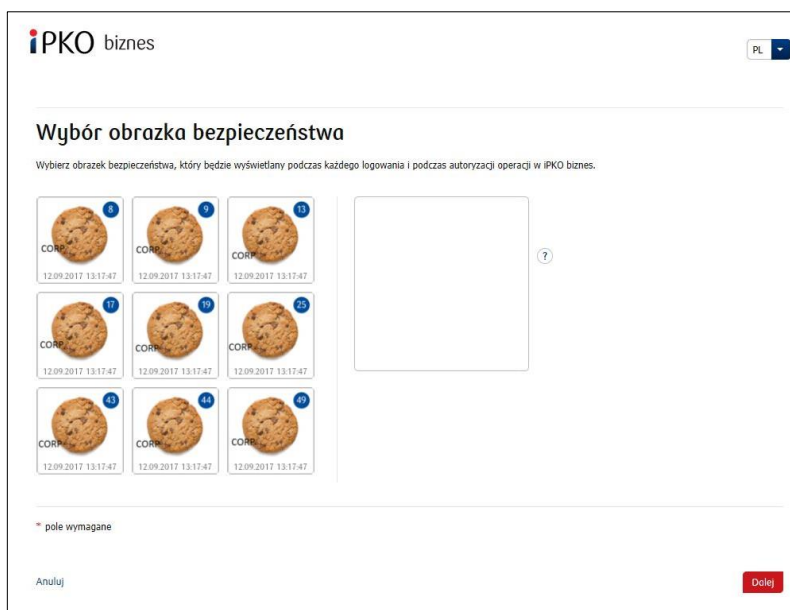 iPKO biznes
PL
Wybór obrazka bezpieczeństwa
Wybierz obrazek bezpieczeństwa, który będzie wyświetlany podczas każdego logowania i podczas autoryzacji operacji w iPKO biznes.
8 9 13
CORP CORP CORP
12.09.2017 13:17:47 12.09.2017 13:17:47 12.09.2017 13:17:47
?
17 19 25
CORP CORP CORP
12.09.2017 13:17:47 12.09.2017 13:17:47 12.09.2017 13:17:47
43 44 49
CORP CORP CORP
12.09.2017 13:17:47 12.09.2017 13:17:47 12.09.2017 13:17:47
* pole wymagane
Anuluj
Dalej